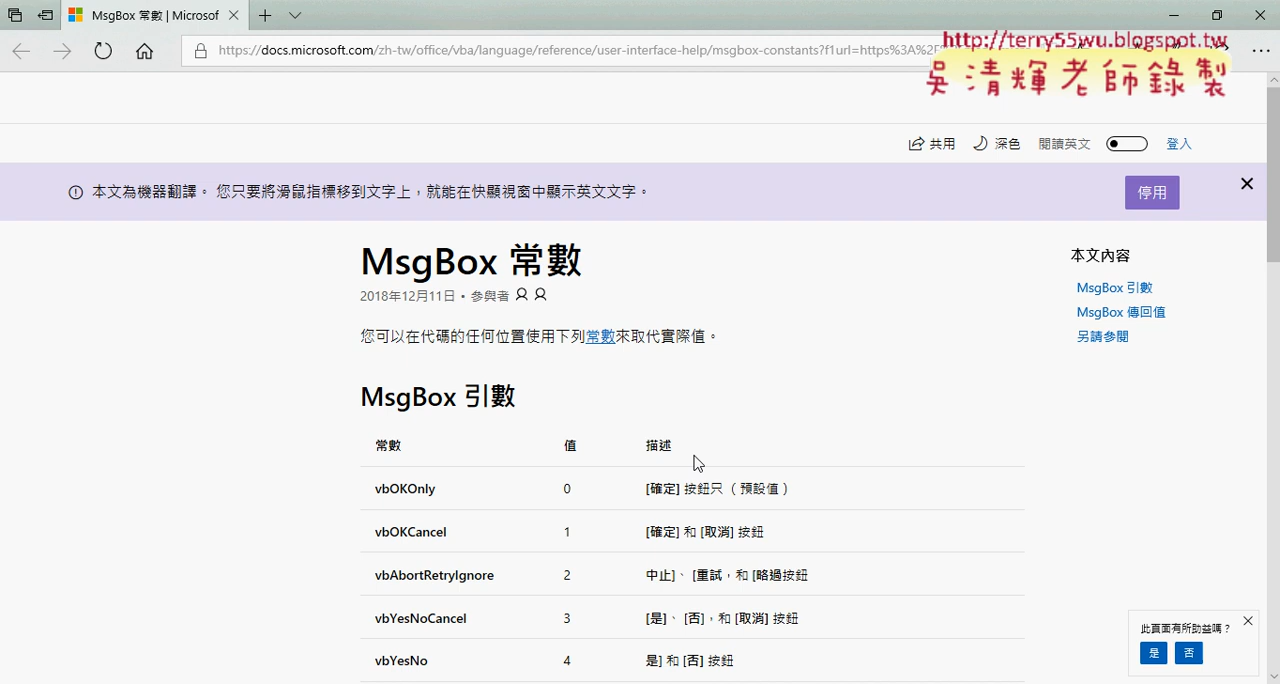 MsgBox 常數 | Microsof
https://docs.microsoft.com/zh-tw/office/vba/language/reference/user-interface-help/msgbox-constants?f1url=https%3A%2F
http://terry55wu.blogspot.tw
吳清輝老師錄製
共用 深色 閱讀英文 登入
本文為機器翻譯。 您只要將滑鼠指標移到文字上，就能在快顯視窗中顯示英文文字。 停用
MsgBox 常數
2018年12月11日 • 參與者
您可以在代碼的任何位置使用下列常數來取代實際值。
本文內容
MsgBox 引數
MsgBox 傳回值
另請參閱
MsgBox 引數
常數 值 描述
vbOKOnly 0 [確定] 按鈕只（預設值）
vbOKCancel 1 [確定] 和 [取消] 按鈕
vbAbortRetryIgnore 2 中止]、 [重試，和 [略過按鈕
vbYesNoCancel 3 [是]、 [否]，和 [取消] 按鈕
vbYesNo 4 是] 和 [否] 按鈕
此頁面有所助益嗎？
是 否